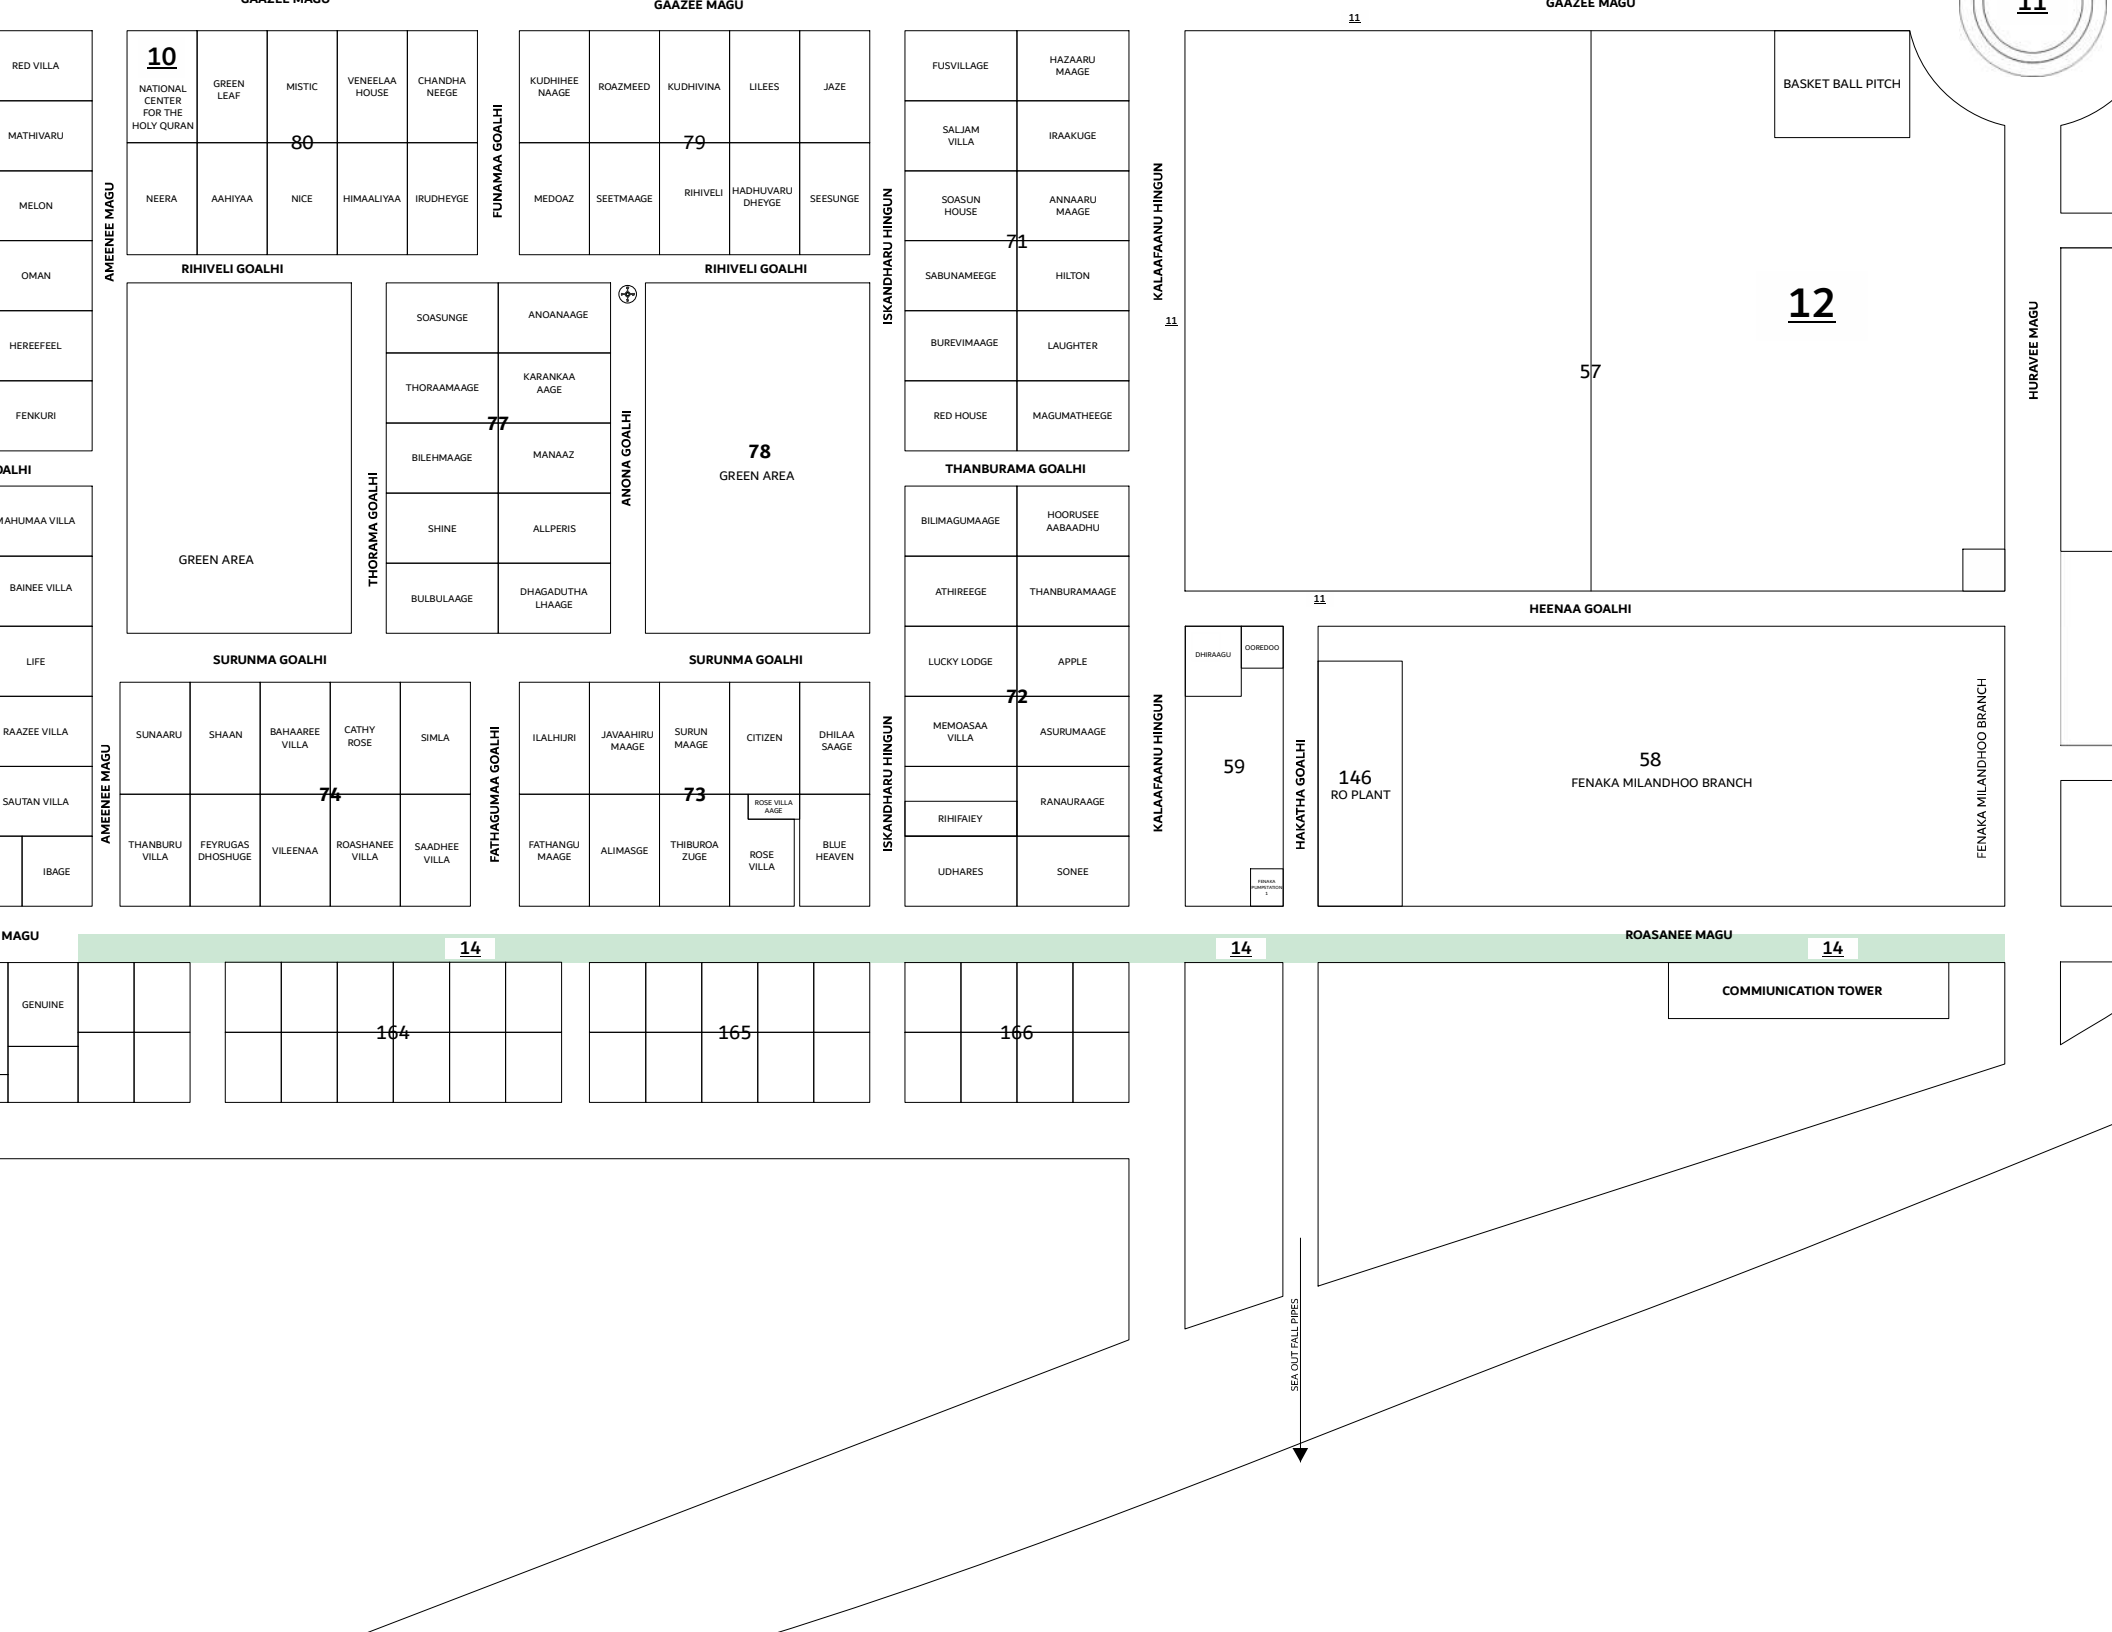 GAAZEE MAGU
GAAZEE MAGU
11
GAAZEE MAGU
11
RED VILLA
MATHIVARU
MELON
OMAN
HEREEFEEL
FENKURI
AMEENEE MAGU
10
NATIONAL
CENTER
FOR THE
HOLY QURAN
GREEN
LEAF
MISTIC
VENEELAA
HOUSE
CHANDHA
NEEGE
80
NEERA
AAHIYAA
NICE
HIMAALIYAA
IRUDHEYGE
FUNAMAA GOALHI
KUDHIHEE
NAAGE
ROAZMEED
KUDHIVINA
LILEES
JAZE
79
MEDOAZ
SEETMAAGE
RIHIVELI
HADHUVARU
DHEYGE
SEESUNGE
ISKANDHARU HINGUN
FUSVILLAGE
HAZAARU
MAAGE
SALJAM
VILLA
IRAAKUGE
SOASUN
HOUSE
ANNAARU
MAAGE
71
SABUNAMEEGE
HILTON
BUREVIMAAGE
LAUGHTER
RED HOUSE
MAGUMATHEEGE
KALAAFAANU HINGUN
11
BASKET BALL PITCH
12
57
HURAVEE MAGU
RIHIVELI GOALHI
RIHIVELI GOALHI
GREEN AREA
THORAMA GOALHI
SOASUNGE
ANOANAAGE
THORAAMAAGE
KARANKAA
AAGE
77
BILEHMAAGE
MANAAZ
SHINE
ALLPERIS
BULBULAAGE
DHAGADUTHA
LHAAGE
ANONA GOALHI
78
GREEN AREA
OALHI
THANBURAMA GOALHI
MAHUMAA VILLA
BAINEE VILLA
LIFE
RAAZEE VILLA
SAUTAN VILLA
IBAGE
BILIMAGUMAAGE
HOORUSEE
AABAADHU
ATHIREEGE
THANBURAMAAGE
LUCKY LODGE
APPLE
72
MEMOASAA
VILLA
ASURUMAAGE
RANAURAAGE
RIHIFAIEY
UDHARES
SONEE
11
HEENAA GOALHI
SURUNMA GOALHI
SURUNMA GOALHI
AMEENEE MAGU
SUNAARU
SHAAN
BAHAAREE
VILLA
CATHY
ROSE
SIMLA
74
THANBURU
VILLA
FEYRUGAS
DHOSHUGE
VILEENAA
ROASHANEE
VILLA
SAADHEE
VILLA
FATHAGUMAA GOALHI
ILALHIJRI
JAVAAHIRU
MAAGE
SURUN
MAAGE
CITIZEN
DHILAA
SAAGE
73
ROSE VILLA
AAGE
FATHANGU
MAAGE
ALIMASGE
THIBUROA
ZUGE
ROSE
VILLA
BLUE
HEAVEN
ISKANDHARU HINGUN
KALAAFAANU HINGUN
DHIRAAGU
OOREDOO
59
FENAKA
PUMPSTATION
1
HAKATHA GOALHI
146
RO PLANT
58
FENAKA MILANDHOO BRANCH
FENAKA MILANDHOO BRANCH
MAGU
14
14
ROASANEE MAGU
14
GENUINE
164
165
166
COMMIUNICATION TOWER
SEA OUT FALL PIPES